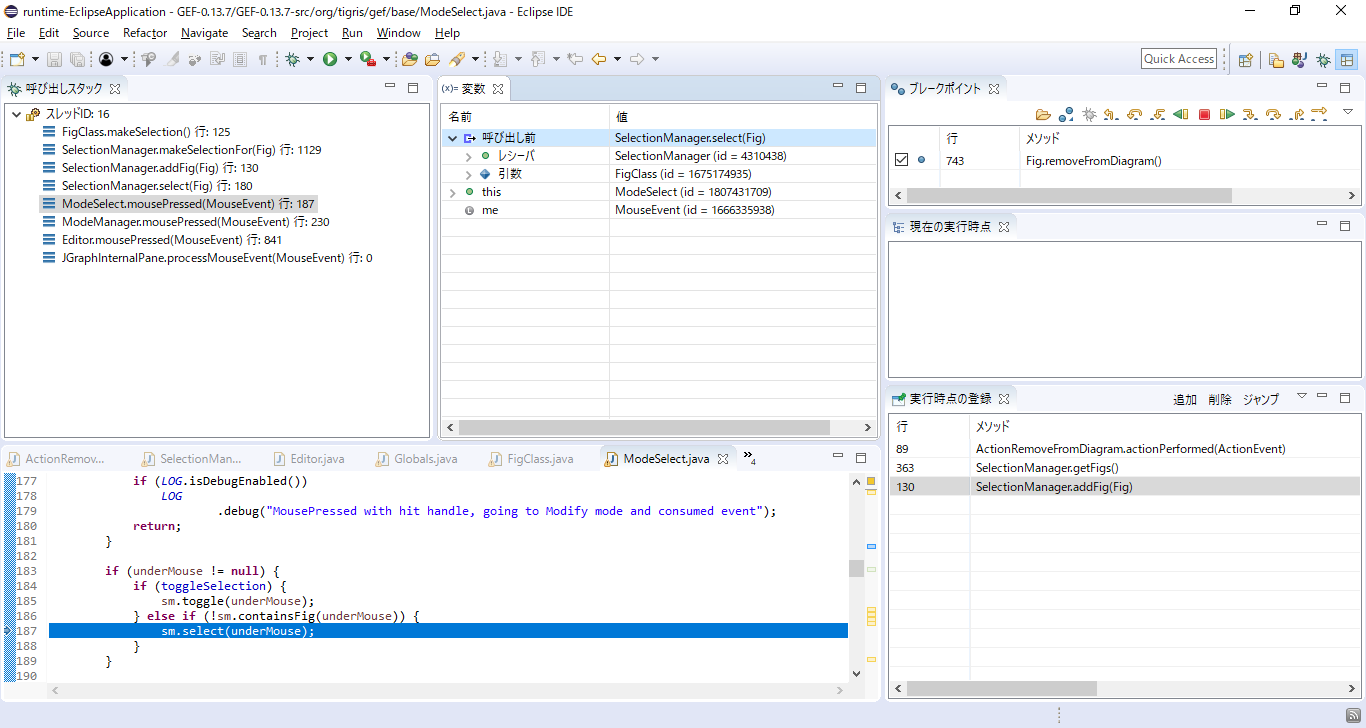 runtime-EclipseApplication - GEF-0.13.7/GEF-0.13.7-src/org/tigris/gef/base/ModeSelect.java - Eclipse IDE
File Edit Source Refactor Navigate Search Project Run Window Help
Quick Access
呼び出しスタック
スレッドID: 16
FigClass.makeSelection() 行: 125
SelectionManager.makeSelectionFor(Fig) 行: 1129
SelectionManager.addFig(Fig) 行: 130
SelectionManager.select(Fig) 行: 180
ModeSelect.mousePressed(MouseEvent) 行: 187
ModeManager.mousePressed(MouseEvent) 行: 230
Editor.mousePressed(MouseEvent) 行: 841
JGraphInternalPane.processMouseEvent(MouseEvent) 行: 0
(x)= 変数
名前 値
呼び出し前 SelectionManager.select(Fig)
レシーバ SelectionManager (id = 4310438)
引数 FigClass (id = 1675174935)
this ModeSelect (id = 1807431709)
me MouseEvent (id = 1666335938)
ブレークポイント
行 メソッド
743 Fig.removeFromDiagram()
現在の実行時点
実行時点の登録 追加 削除 ジャンプ
行 メソッド
89 ActionRemoveFromDiagram.actionPerformed(ActionEvent)
363 SelectionManager.getFigs()
130 SelectionManager.addFig(Fig)
ActionRemov... SelectionMan... Editor.java Globals.java FigClass.java ModeSelect.java »4
177 if (LOG.isDebugEnabled())
178 LOG
179 .debug("MousePressed with hit handle, going to Modify mode and consumed event");
180 return;
181 }
182
183 if (underMouse != null) {
184 if (toggleSelection) {
185 sm.toggle(underMouse);
186 } else if (!sm.containsFig(underMouse)) {
187 sm.select(underMouse);
188 }
189 }
190